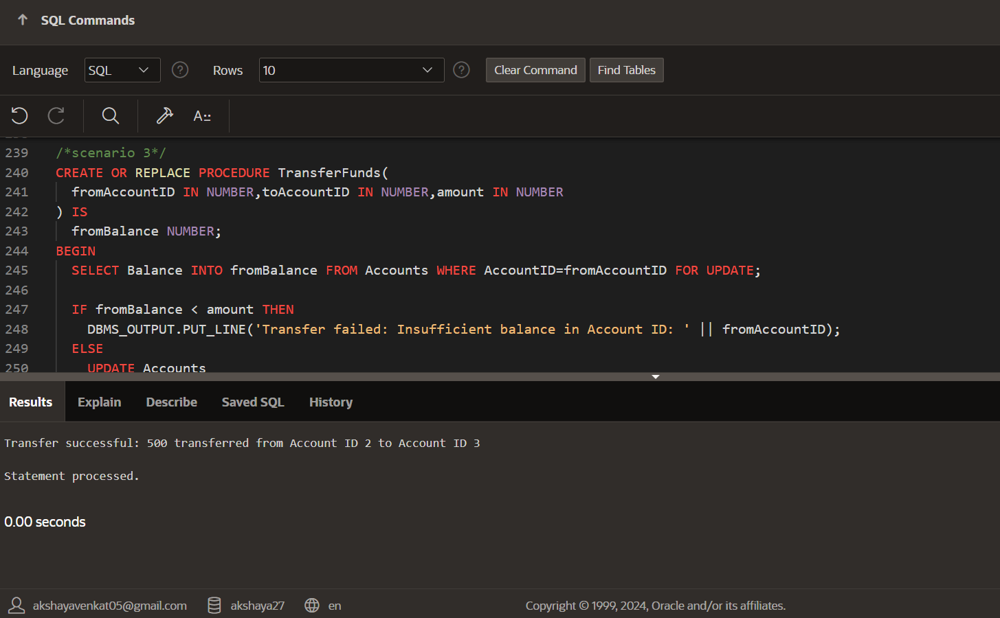 SQL Commands
Language SQL ? Rows 10 ? Clear Command Find Tables
A::
239 /*scenario 3*/
240 CREATE OR REPLACE PROCEDURE TransferFunds(
241 fromAccountID IN NUMBER,toAccountID IN NUMBER,amount IN NUMBER
242 ) IS
243 fromBalance NUMBER;
244 BEGIN
245 SELECT Balance INTO fromBalance FROM Accounts WHERE AccountID=fromAccountID FOR UPDATE;
246
247 IF fromBalance < amount THEN
248 DBMS_OUTPUT.PUT_LINE('Transfer failed: Insufficient balance in Account ID: ' || fromAccountID);
249 ELSE
250 UPDATE Accounts
Results Explain Describe Saved SQL History
Transfer successful: 500 transferred from Account ID 2 to Account ID 3
Statement processed.
0.00 seconds
akshayavenkat05@gmail.com akshaya27 en Copyright © 1999, 2024, Oracle and/or its affiliates.